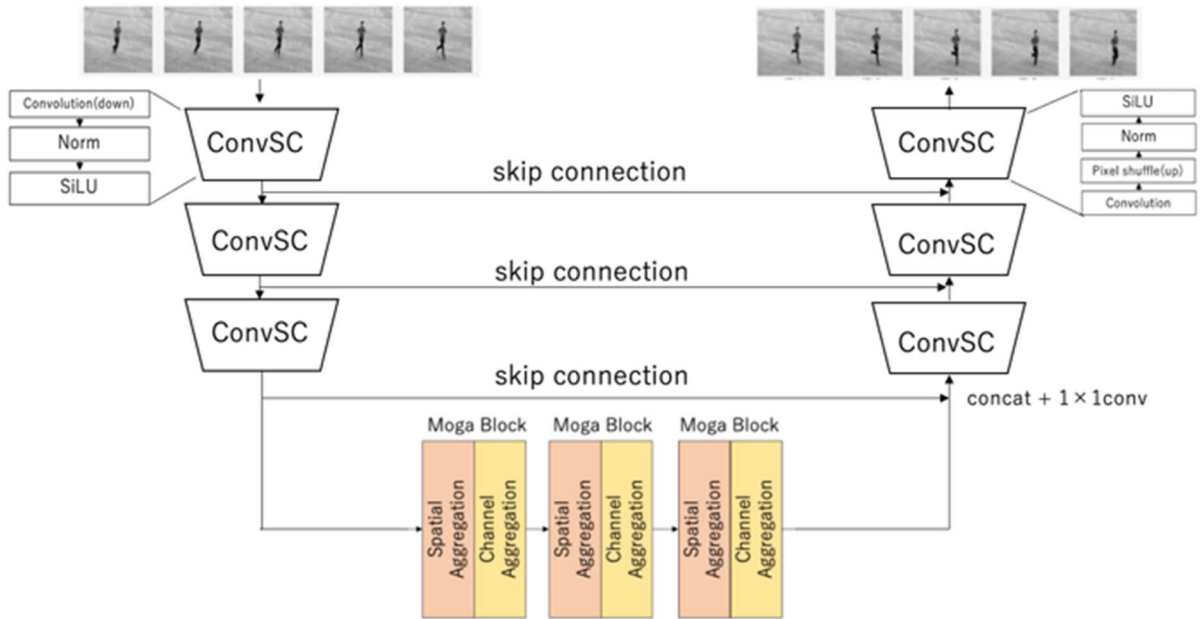 Convolution(down)
Norm
SiLU
ConvSC
ConvSC
ConvSC
skip connection
skip connection
skip connection
ConvSC
ConvSC
ConvSC
SiLU
Norm
Pixel shuffle(up)
Convolution
concat + 1×1conv
Moga Block
Moga Block
Moga Block
Spatial
Aggregation
Channel
Aggregation
Spatial
Aggregation
Channel
Aggregation
Spatial
Aggregation
Channel
Aggregation